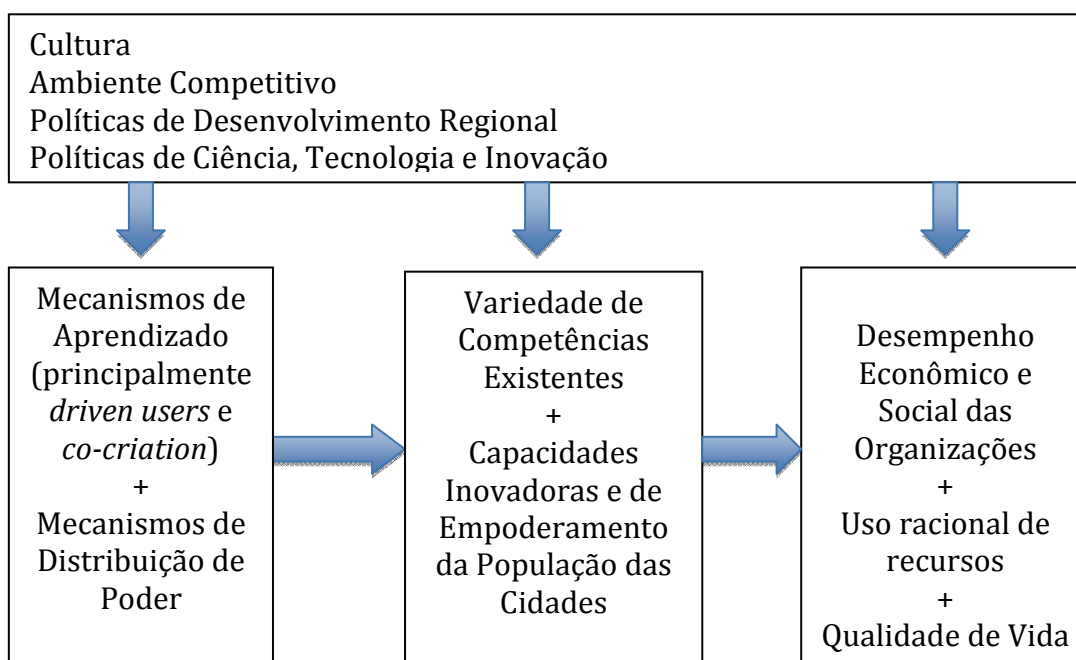 Cultura
Ambiente Competitivo
Políticas de Desenvolvimento Regional
Políticas de Ciência, Tecnologia e Inovação
Mecanismos de
Aprendizado
(principalmente
driven users e
co-criation)
+
Mecanismos de
Distribuição de
Poder
Variedade de
Competências
Existentes
+
Capacidades
Inovadoras e de
Empoderamento
da População das
Cidades
Desempenho
Econômico e
Social das
Organizações
+
Uso racional de
recursos
+
Qualidade de Vida